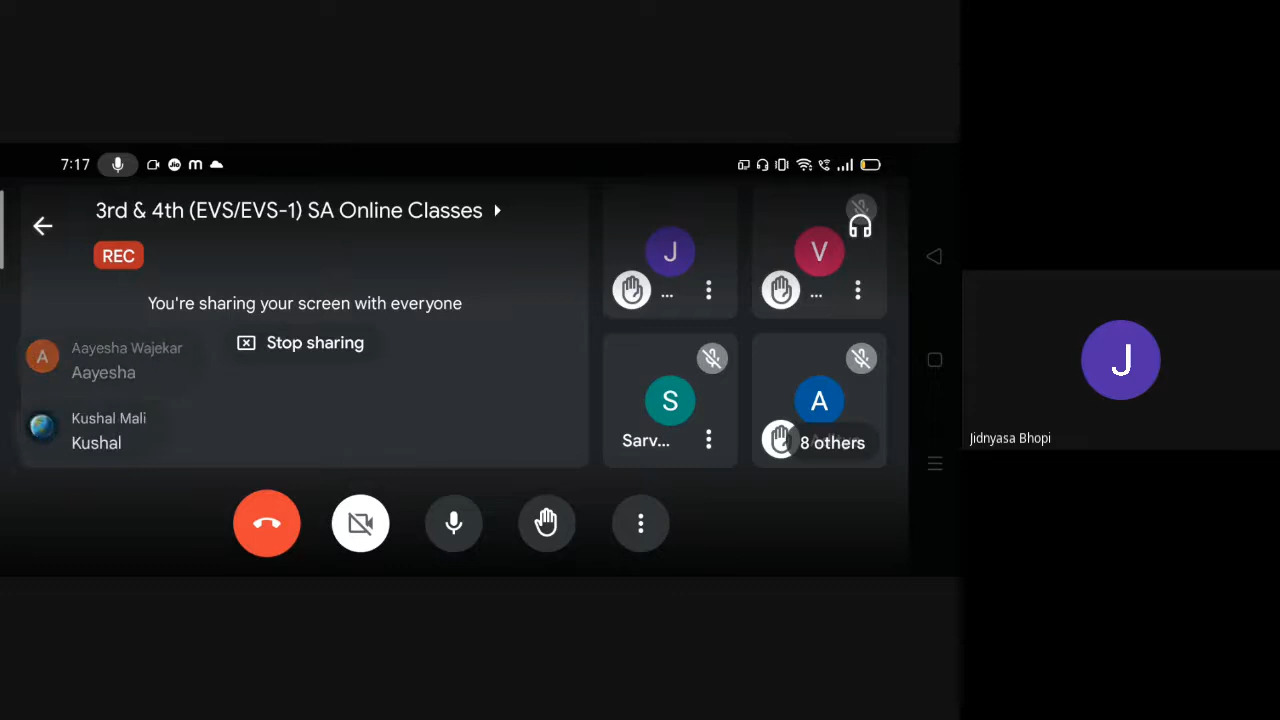 7:17
Jio
m
3rd & 4th (EVS/EVS-1) SA Online Classes
REC
You're sharing your screen with everyone
Stop sharing
A
Aayesha Wajekar
Aayesha
Kushal Mali
Kushal
J
...
V
...
S
Sarv...
A
8 others
J
Jidnyasa Bhopi